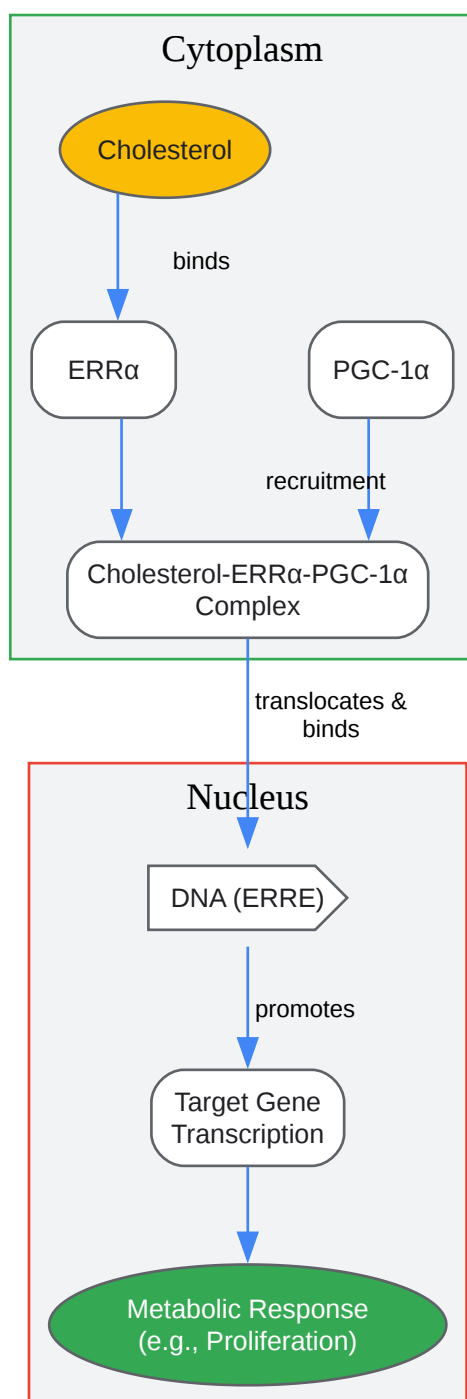 Cytoplasm
Cholesterol
binds
ERRα
PGC-1α
recruitment
Cholesterol-ERRα-PGC-1α
Complex
translocates &
binds
Nucleus
DNA (ERRE)
promotes
Target Gene
Transcription
Metabolic Response
(e.g., Proliferation)